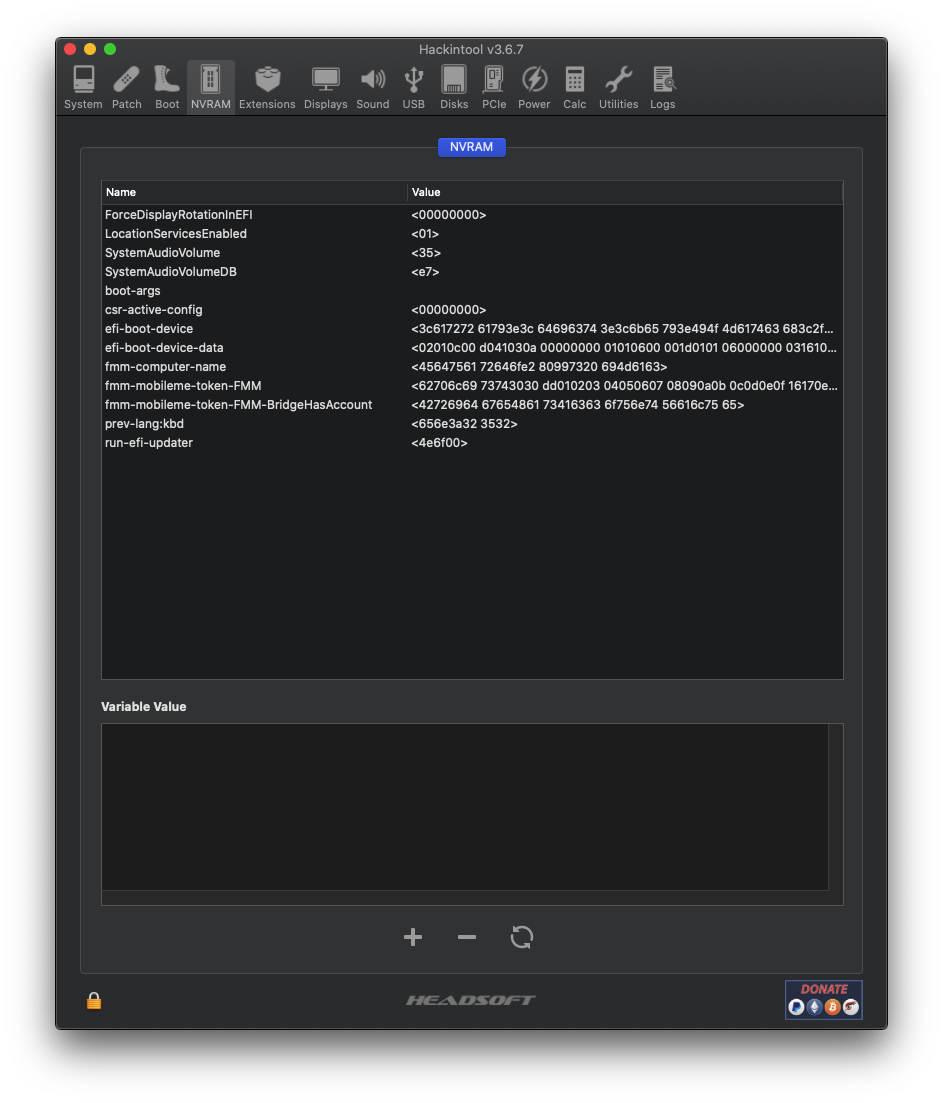 Hackintool v3.6.7
System Patch Boot NVRAM Extensions Displays Sound USB Disks PCIe Power Calc Utilities Logs
NVRAM
Name Value
ForceDisplayRotationInEFI <00000000>
LocationServicesEnabled <01>
SystemAudioVolume <35>
SystemAudioVolumeDB <e7>
boot-args
csr-active-config <00000000>
efi-boot-device <3c617272 61793e3c 64696374 3e3c6b65 793e494f 4d617463 683c2f...
efi-boot-device-data <02010c00 d041030a 00000000 01010600 001d0101 06000000 031610...
fmm-computer-name <45647561 72646fe2 80997320 694d6163>
fmm-mobileme-token-FMM <62706c69 73743030 dd010203 04050607 08090a0b 0c0d0e0f 16170e...
fmm-mobileme-token-FMM-BridgeHasAccount <42726964 67654861 73416363 6f756e74 56616c75 65>
prev-lang:kbd <656e3a32 3532>
run-efi-updater <4e6f00>
Variable Value
HEADSOFT
DONATE